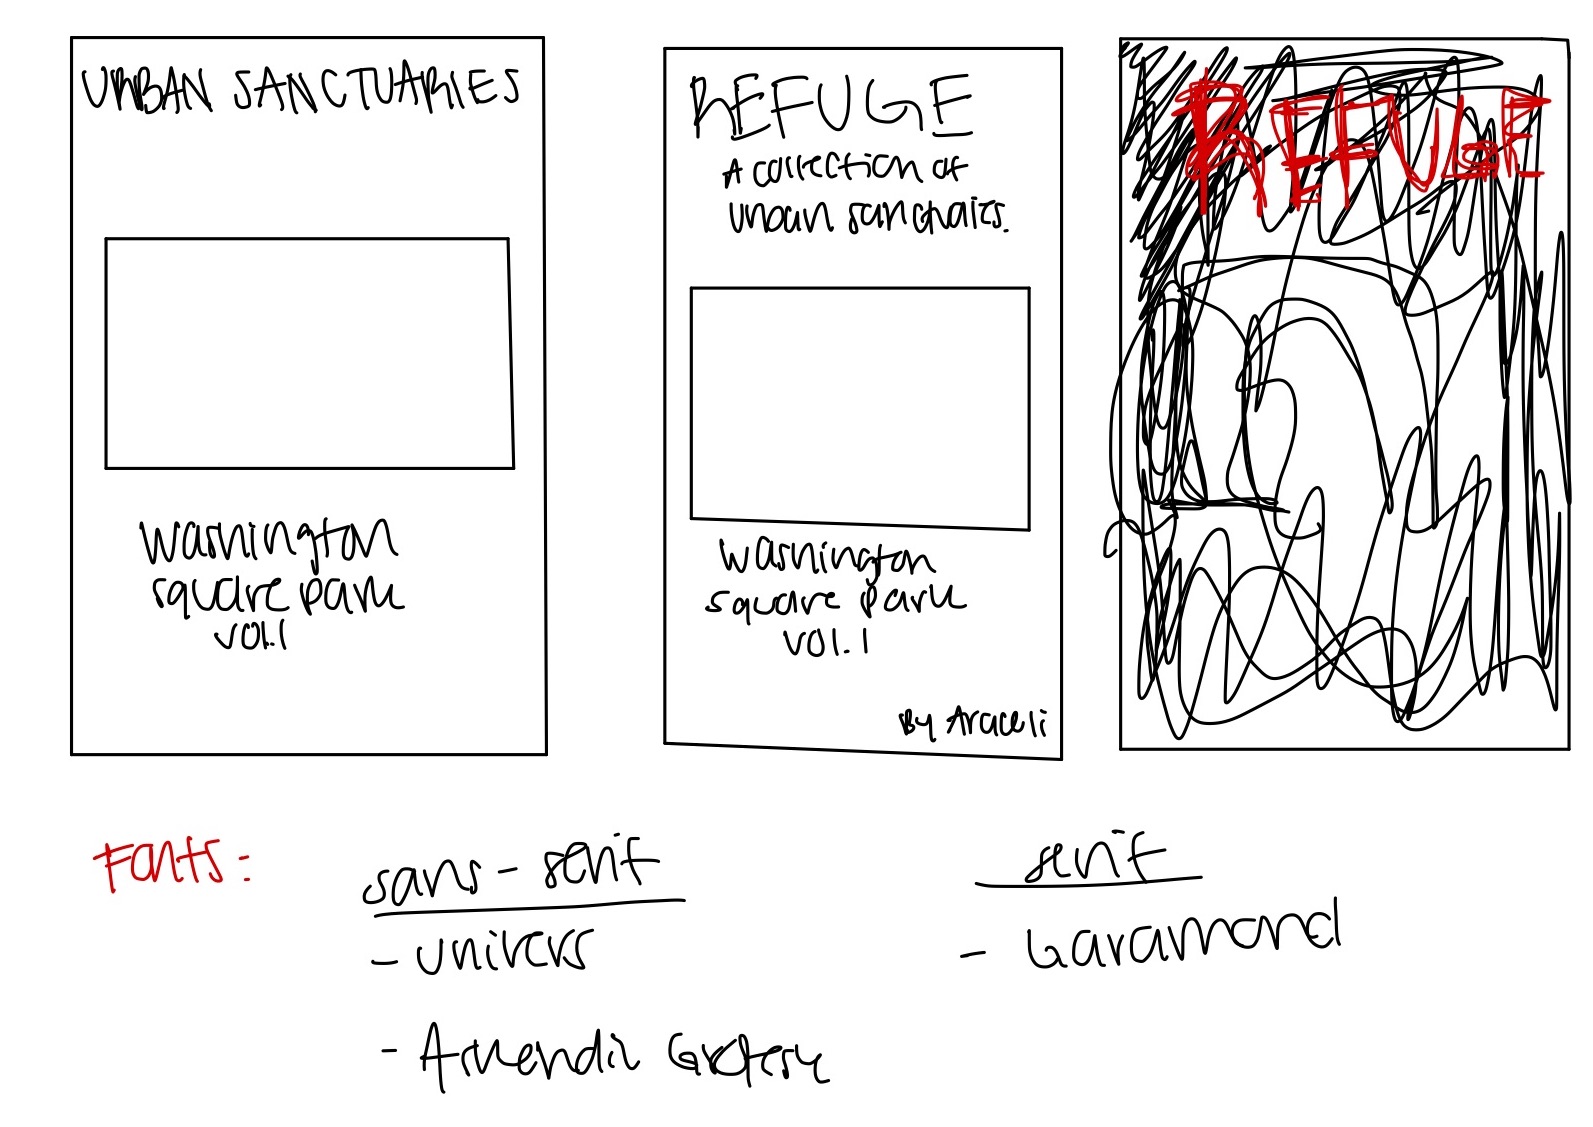 URBAN SANCTUARIES
Washington
square park
vol.1
REFUGE
A collection of
urban sanctuaries.
Washington
square park
vol.1
By Araceli
REFUGE
Fonts:
sans-serif
- univers
- Akkendiz Grotesk
serif
- Garamond